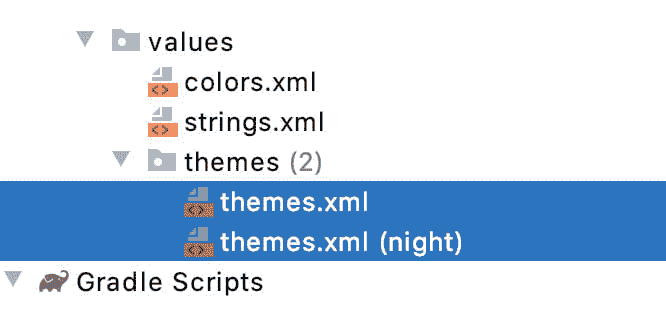 values
colors.xml
strings.xml
themes (2)
themes.xml
themes.xml (night)
Gradle Scripts